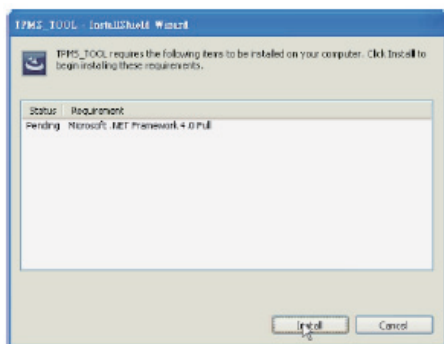 TPMS_TOOL - InstallShield Wizard
TPMS_TOOL requires the following items to be installed on your computer. Click Install to
begin installing these requirements.
Status Requirement
Pending Microsoft .NET Framework 4.0 Full
Install Cancel